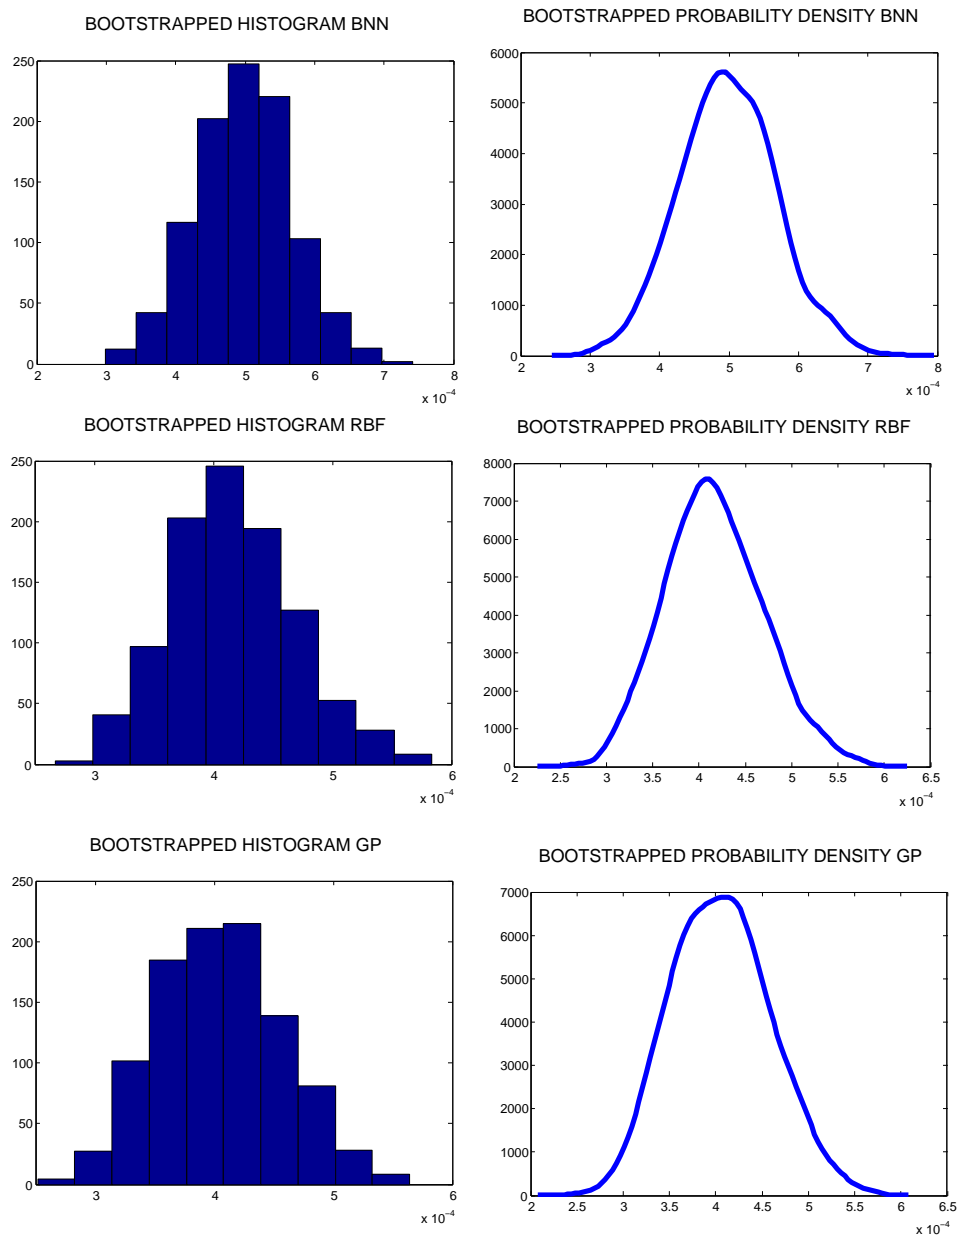 BOOTSTRAPPED HISTOGRAM BNN
250
200
150
100
50
0
2 3 4 5 6 7 8
x 10⁻⁴
BOOTSTRAPPED PROBABILITY DENSITY BNN
6000
5000
4000
3000
2000
1000
0
2 3 4 5 6 7 8
x 10⁻⁴
BOOTSTRAPPED HISTOGRAM RBF
250
200
150
100
50
0
3 4 5 6
x 10⁻⁴
BOOTSTRAPPED PROBABILITY DENSITY RBF
8000
7000
6000
5000
4000
3000
2000
1000
0
2 2.5 3 3.5 4 4.5 5 5.5 6 6.5
x 10⁻⁴
BOOTSTRAPPED HISTOGRAM GP
250
200
150
100
50
0
3 4 5 6
x 10⁻⁴
BOOTSTRAPPED PROBABILITY DENSITY GP
7000
6000
5000
4000
3000
2000
1000
0
2 2.5 3 3.5 4 4.5 5 5.5 6 6.5
x 10⁻⁴